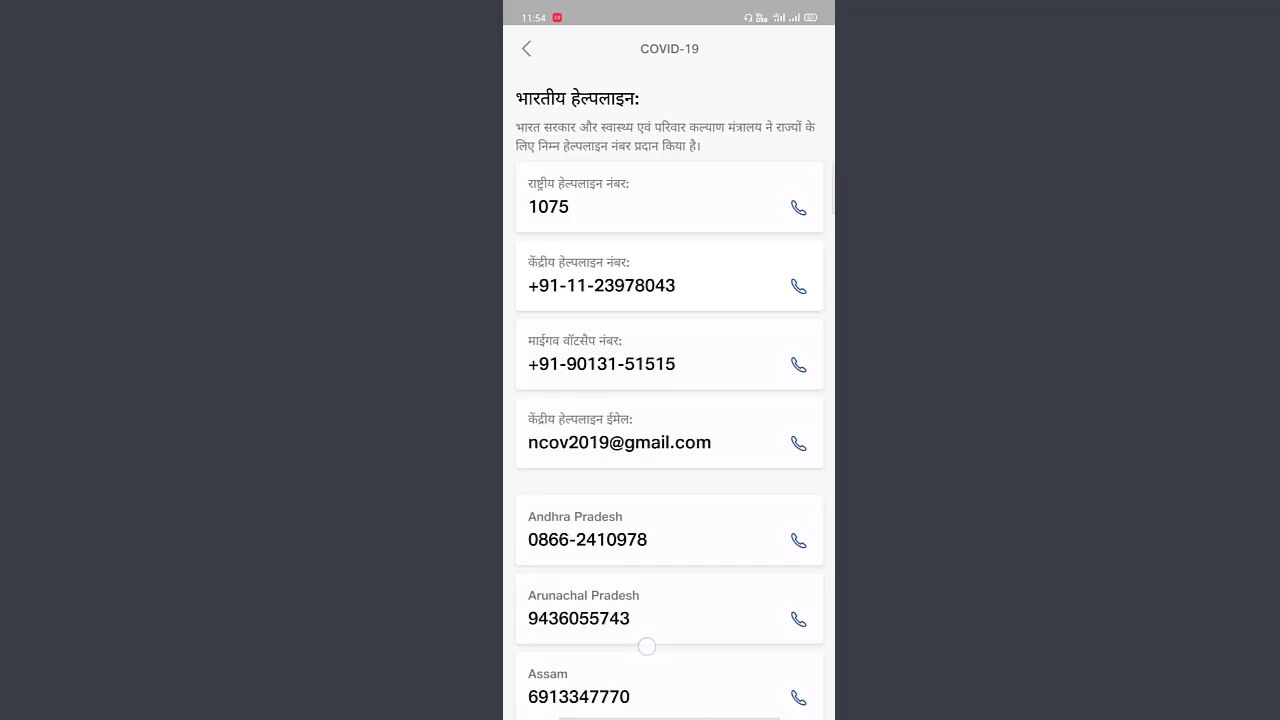 11:54
COVID-19
भारतीय हेल्पलाइन:
भारत सरकार और स्वास्थ्य एवं परिवार कल्याण मंत्रालय ने राज्यों के
लिए निम्न हेल्पलाइन नंबर प्रदान किया है।
राष्ट्रीय हेल्पलाइन नंबर:
1075
केंद्रीय हेल्पलाइन नंबर:
+91-11-23978043
माईगव वॉटसैप नंबर:
+91-90131-51515
केंद्रीय हेल्पलाइन ईमेल:
ncov2019@gmail.com
Andhra Pradesh
0866-2410978
Arunachal Pradesh
9436055743
Assam
6913347770